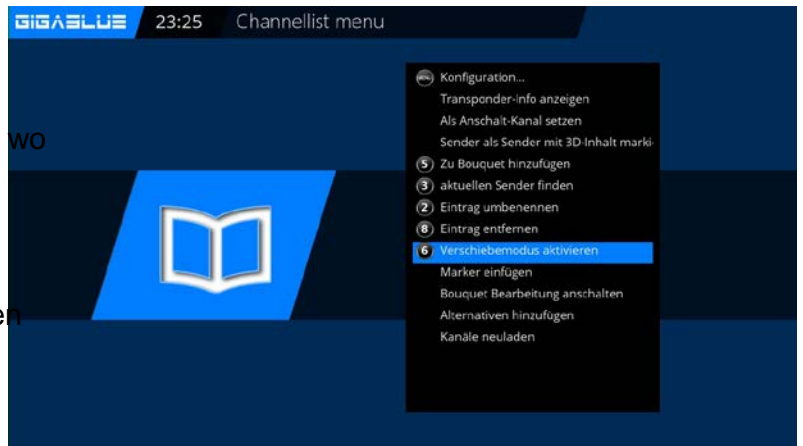 GIGABLUE 23:25 Channellist menu
MENU Konfiguration...
Transponder-Info anzeigen
Als Anschalt-Kanal setzen
wo
Sender als Sender mit 3D-Inhalt marki
5 Zu Bouquet hinzufügen
3 aktuellen Sender finden
2 Eintrag umbenennen
8 Eintrag entfernen
6 Verschiebemodus aktivieren
Marker einfügen
Bouquet Bearbeitung anschalten
en
Alternativen hinzufügen
Kanäle neuladen